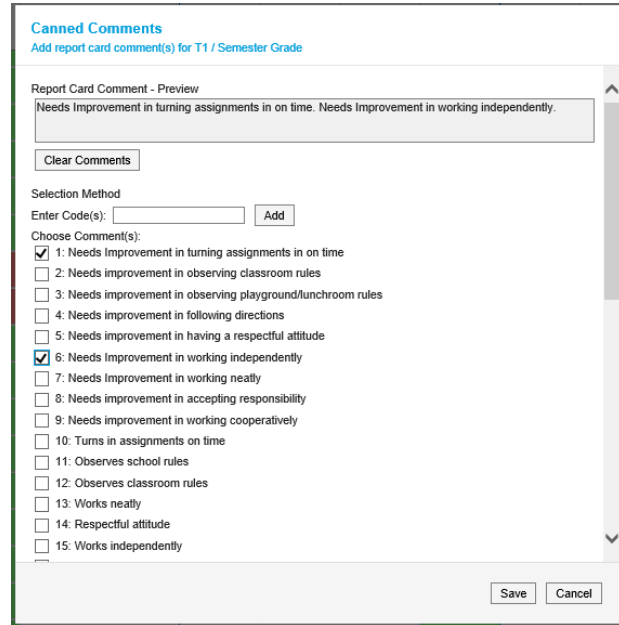 Canned Comments
Add report card comment(s) for T1 / Semester Grade
Report Card Comment - Preview
Needs Improvement in turning assignments in on time. Needs Improvement in working independently.
Clear Comments
Selection Method
Enter Code(s): Add
Choose Comment(s):
1: Needs Improvement in turning assignments in on time
2: Needs improvement in observing classroom rules
3: Needs improvement in observing playground/lunchroom rules
4: Needs improvement in following directions
5: Needs improvement in having a respectful attitude
6: Needs Improvement in working independently
7: Needs Improvement in working neatly
8: Needs improvement in accepting responsibility
9: Needs improvement in working cooperatively
10: Turns in assignments on time
11: Observes school rules
12: Observes classroom rules
13: Works neatly
14: Respectful attitude
15: Works independently
Save Cancel